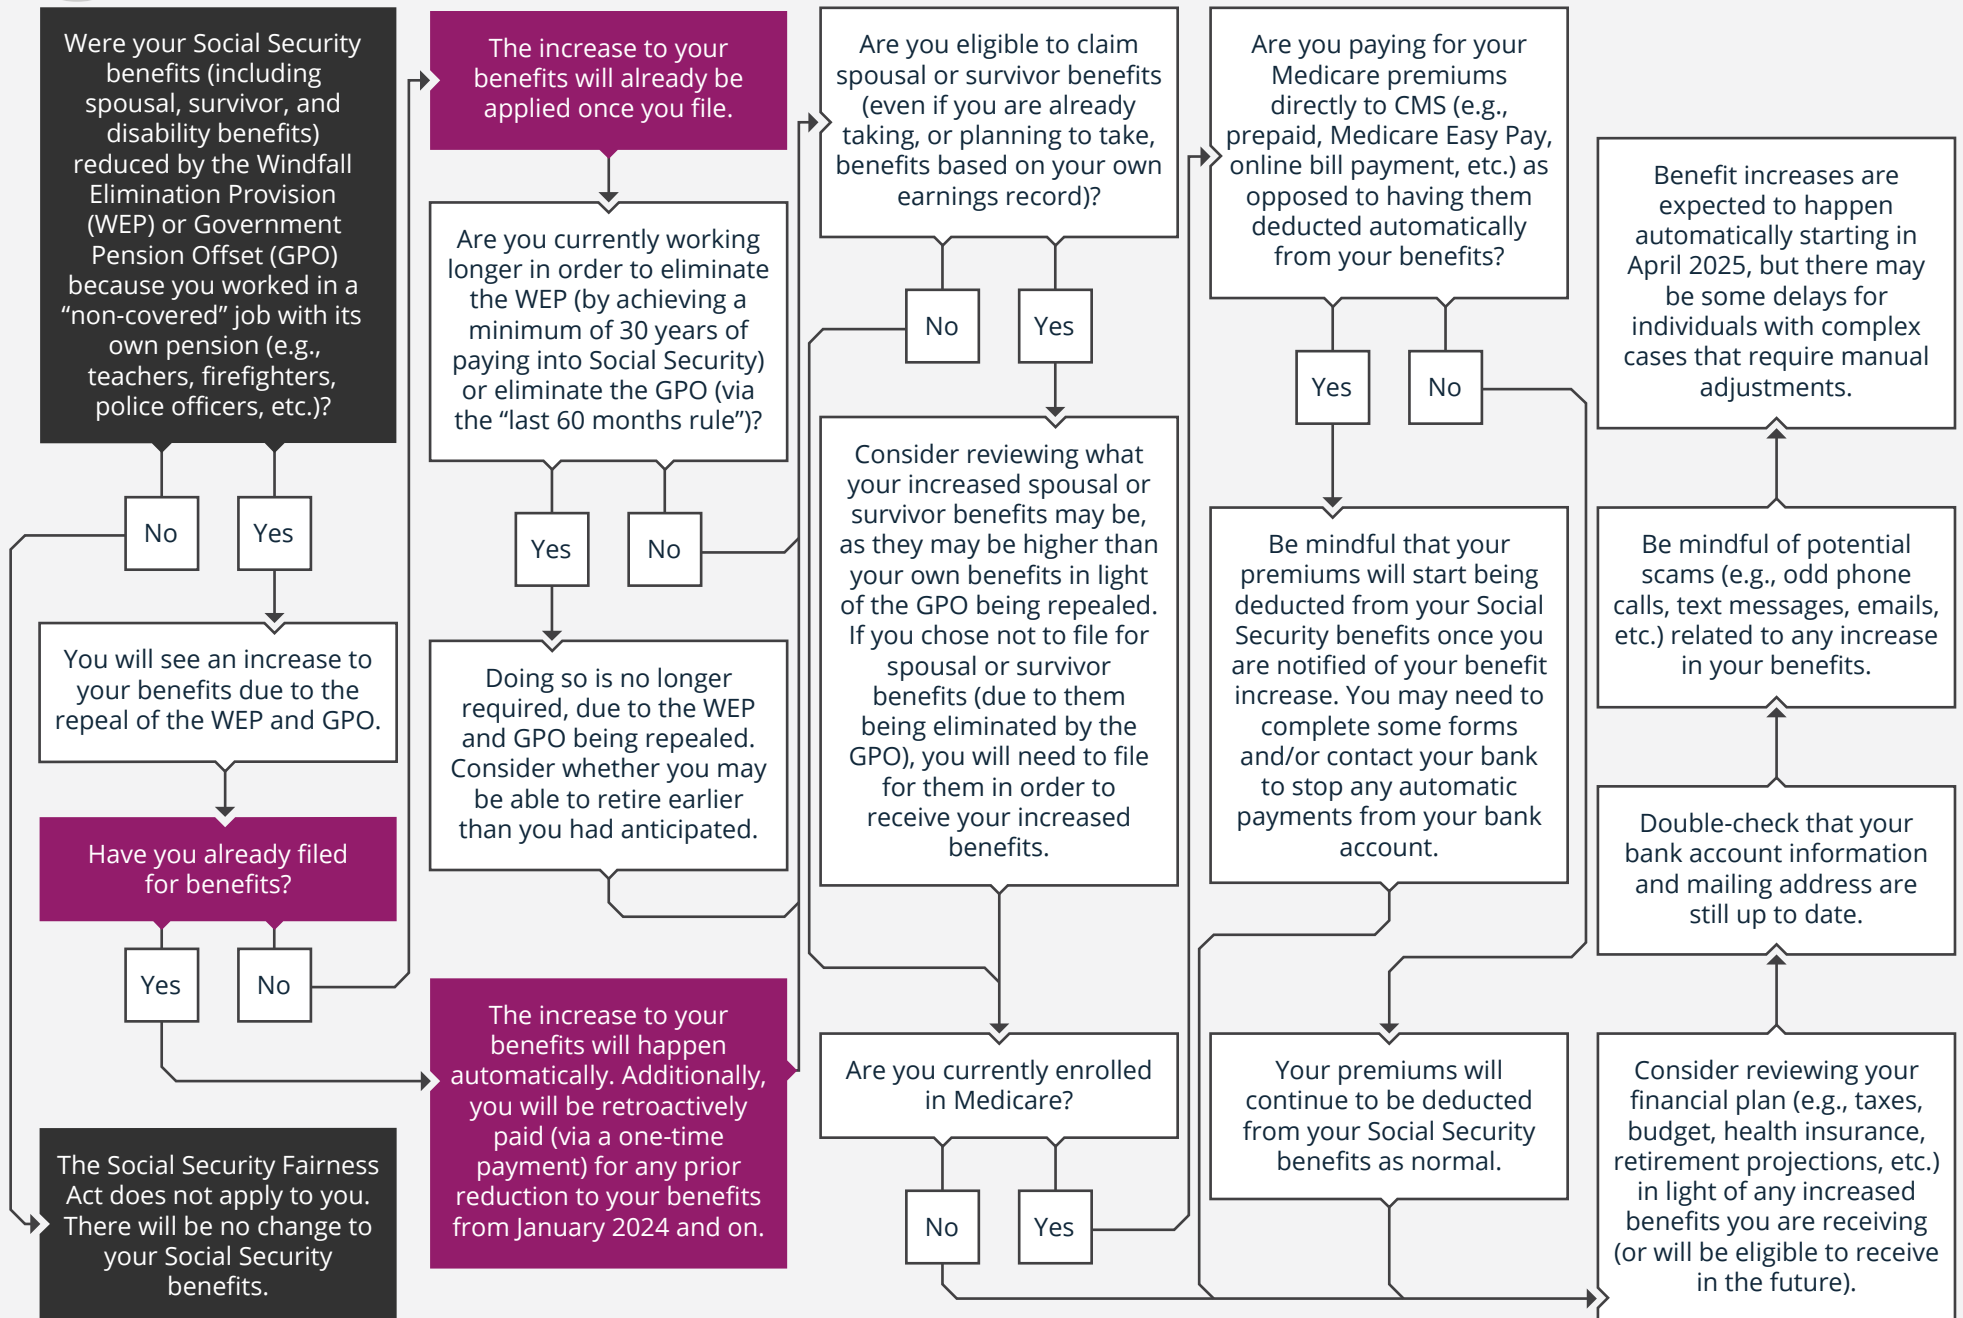 Were your Social Security
benefits (including
spousal, survivor, and
disability benefits)
reduced by the Windfall
Elimination Provision
(WEP) or Government
Pension Offset (GPO)
because you worked in a
“non-covered” job with its
own pension (e.g.,
teachers, firefighters,
police officers, etc.)?
No
Yes
You will see an increase to
your benefits due to the
repeal of the WEP and GPO.
Have you already filed
for benefits?
Yes
No
The Social Security Fairness
Act does not apply to you.
There will be no change to
your Social Security
benefits.
The increase to your
benefits will already be
applied once you file.
Are you currently working
longer in order to eliminate
the WEP (by achieving a
minimum of 30 years of
paying into Social Security)
or eliminate the GPO (via
the “last 60 months rule”)?
Yes
No
Doing so is no longer
required, due to the WEP
and GPO being repealed.
Consider whether you may
be able to retire earlier
than you had anticipated.
The increase to your
benefits will happen
automatically. Additionally,
you will be retroactively
paid (via a one-time
payment) for any prior
reduction to your benefits
from January 2024 and on.
Are you eligible to claim
spousal or survivor benefits
(even if you are already
taking, or planning to take,
benefits based on your own
earnings record)?
No
Yes
Consider reviewing what
your increased spousal or
survivor benefits may be,
as they may be higher than
your own benefits in light
of the GPO being repealed.
If you chose not to file for
spousal or survivor
benefits (due to them
being eliminated by the
GPO), you will need to file
for them in order to
receive your increased
benefits.
Are you currently enrolled
in Medicare?
No
Yes
Are you paying for your
Medicare premiums
directly to CMS (e.g.,
prepaid, Medicare Easy Pay,
online bill payment, etc.) as
opposed to having them
deducted automatically
from your benefits?
Yes
No
Be mindful that your
premiums will start being
deducted from your Social
Security benefits once you
are notified of your benefit
increase. You may need to
complete some forms
and/or contact your bank
to stop any automatic
payments from your bank
account.
Your premiums will
continue to be deducted
from your Social Security
benefits as normal.
Benefit increases are
expected to happen
automatically starting in
April 2025, but there may
be some delays for
individuals with complex
cases that require manual
adjustments.
Be mindful of potential
scams (e.g., odd phone
calls, text messages, emails,
etc.) related to any increase
in your benefits.
Double-check that your
bank account information
and mailing address are
still up to date.
Consider reviewing your
financial plan (e.g., taxes,
budget, health insurance,
retirement projections, etc.)
in light of any increased
benefits you are receiving
(or will be eligible to receive
in the future).